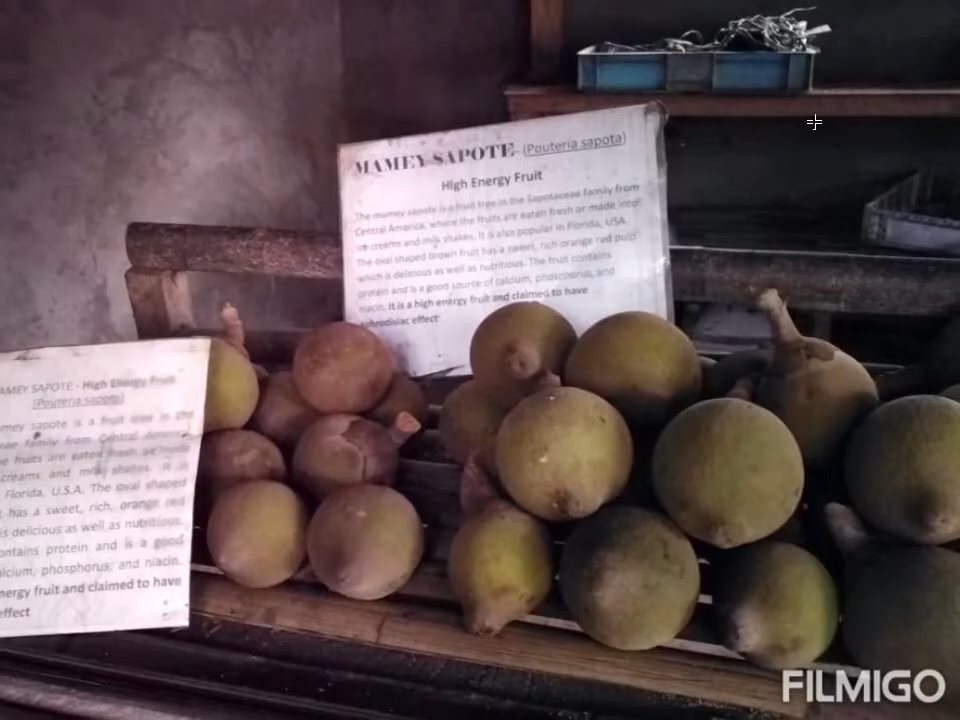 MAMEY SAPOTE- (Pouteria sapota)
High Energy Fruit
The mamey sapote is a fruit tree in the Sapotaceae family from
Central America, where the fruits are eaten fresh or made into
ice creams and milk shakes. It is also popular in Florida, USA.
The oval shaped brown fruit has a sweet, rich orange red pulp
which is delicious as well as nutritious. The fruit contains
protein and is a good source of calcium, phosphorus, and
niacin. It is a high energy fruit and claimed to have
aphrodisiac effect
AMEY SAPOTE - High Energy Fruit
(Pouteria sapota)
mey sapote is a fruit tree in the
eae family from Central America
e fruits are eaten fresh or made
creams and milk shakes. It is
Florida, U.S.A. The oval shaped
t has a sweet, rich, orange red
is delicious as well as nutritious.
ontains protein and is a good
alcium, phosphorus, and niacin.
nergy fruit and claimed to have
effect
FILMIGO